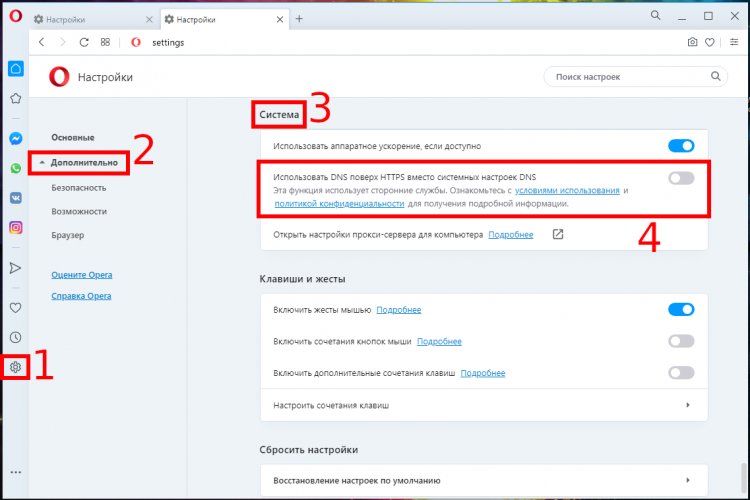 Настройки
Настройки
settings
Настройки
Поиск настроек
Система
3
Основные
2
Дополнительно
Безопасность
Возможности
Браузер
Оцените Opera
Справка Opera
1
Использовать аппаратное ускорение, если доступно
Использовать DNS поверх HTTPS вместо системных настроек DNS
Эта функция использует сторонние службы. Ознакомьтесь с условиями использования и
политикой конфиденциальности для получения подробной информации.
4
Открыть настройки прокси-сервера для компьютера Подробнее
Клавиши и жесты
Включить жесты мышью Подробнее
Включить сочетания кнопок мыши Подробнее
Включить дополнительные сочетания клавиш Подробнее
Настроить сочетания клавиш
Сбросить настройки
Восстановление настроек по умолчанию